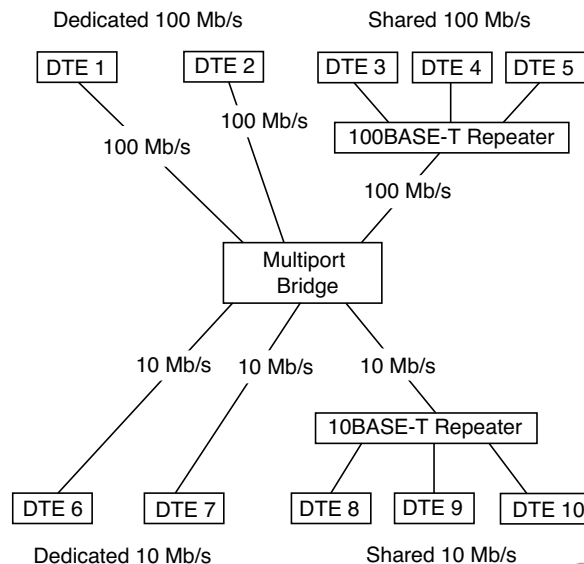 Dedicated 100 Mb/s
Shared 100 Mb/s
DTE 1
DTE 2
DTE 3
DTE 4
DTE 5
100 Mb/s
100 Mb/s
100BASE-T Repeater
100 Mb/s
Multiport
Bridge
10 Mb/s
10 Mb/s
10 Mb/s
10BASE-T Repeater
DTE 6
DTE 7
DTE 8
DTE 9
DTE 10
Dedicated 10 Mb/s
Shared 10 Mb/s